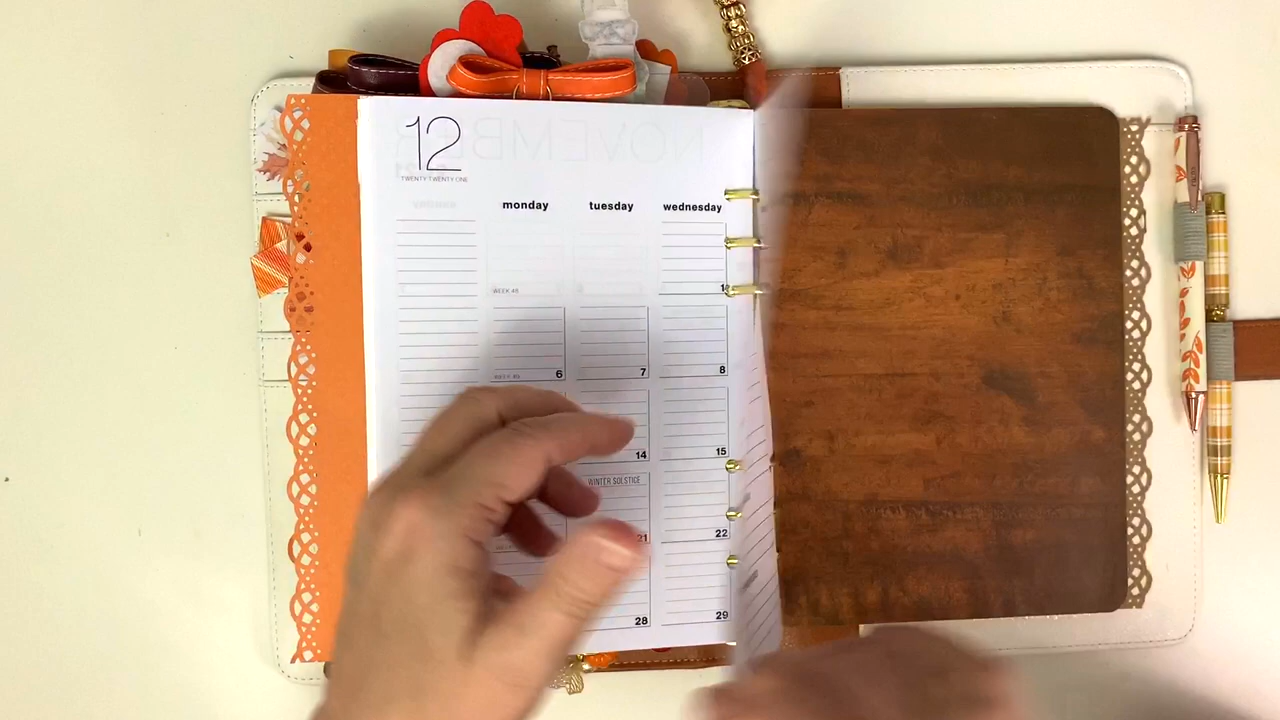 12
NOVEMBER
TWENTY TWENTY ONE
monday tuesday wednesday
WEEK 48
WEEK 49 6 7 8
14 15
WINTER SOLSTICE
21 22
28 29